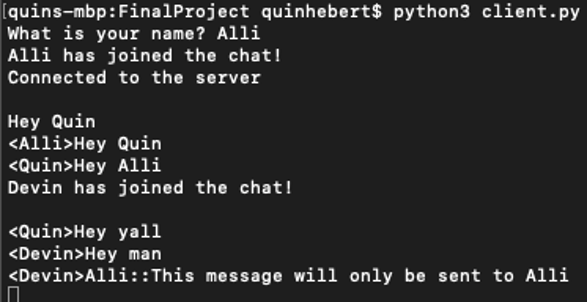 [quins-mbp:FinalProject quinhebert$ python3 client.py
What is your name? Alli
Alli has joined the chat!
Connected to the server
Hey Quin
<Alli>Hey Quin
<Quin>Hey Alli
Devin has joined the chat!
<Quin>Hey yall
<Devin>Hey man
<Devin>Alli::This message will only be sent to Alli